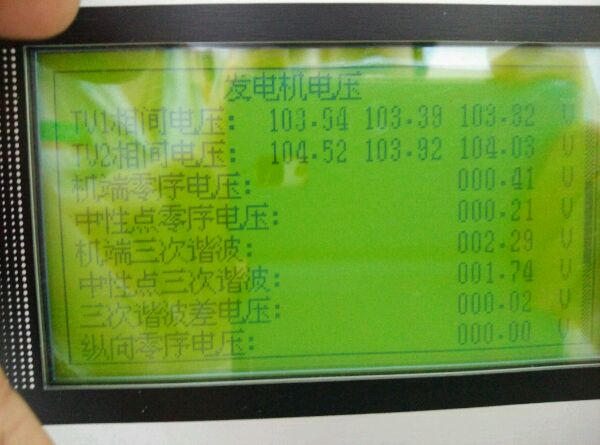 发电机电压
TV1相间电压: 103.54 103.39 103.92 V
TV2相间电压: 104.52 103.92 104.03 V
机端零序电压: 000.41 V
中性点零序电压: 000.21 V
机端三次谐波: 002.29 V
中性点三次谐波: 001.74 V
三次谐波差电压: 000.02 V
纵向零序电压: 000.00 V